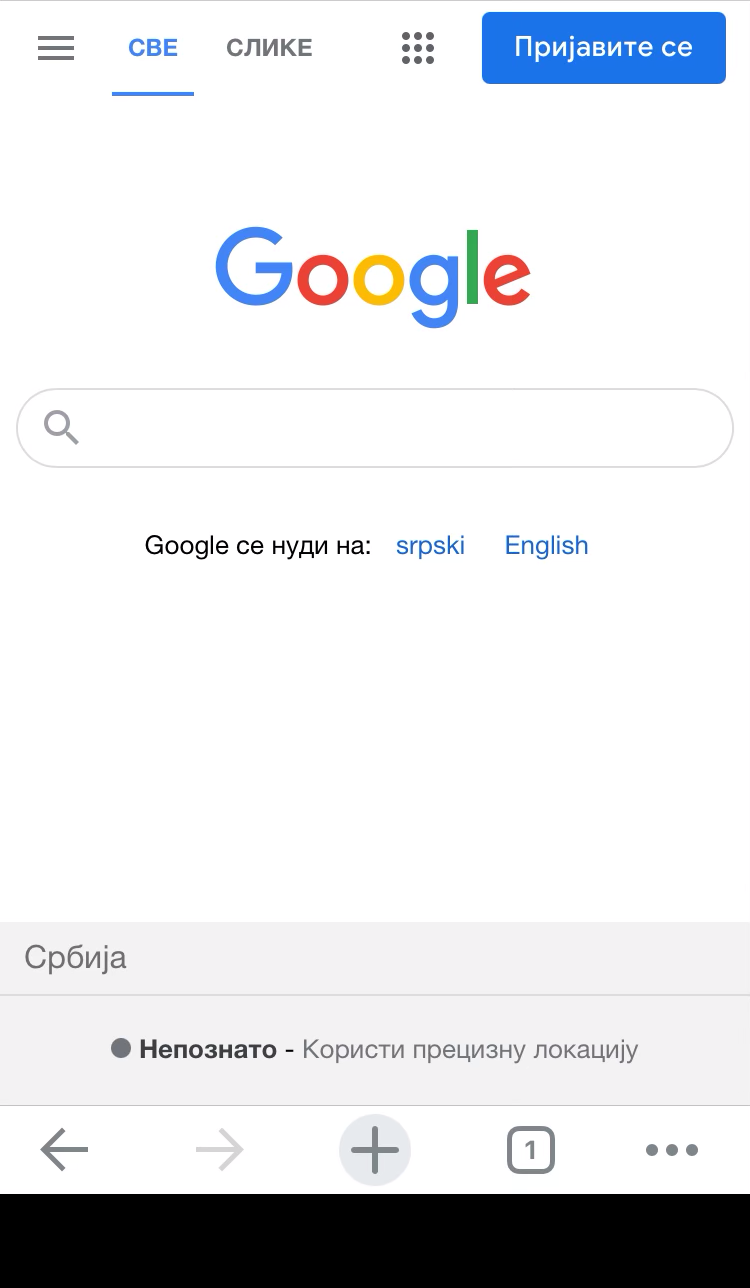 СВЕ СЛИКЕ Пријавите се
Google
Google се нуди на: srpski English
Србија
Непознато - Користи прецизну локацију
1